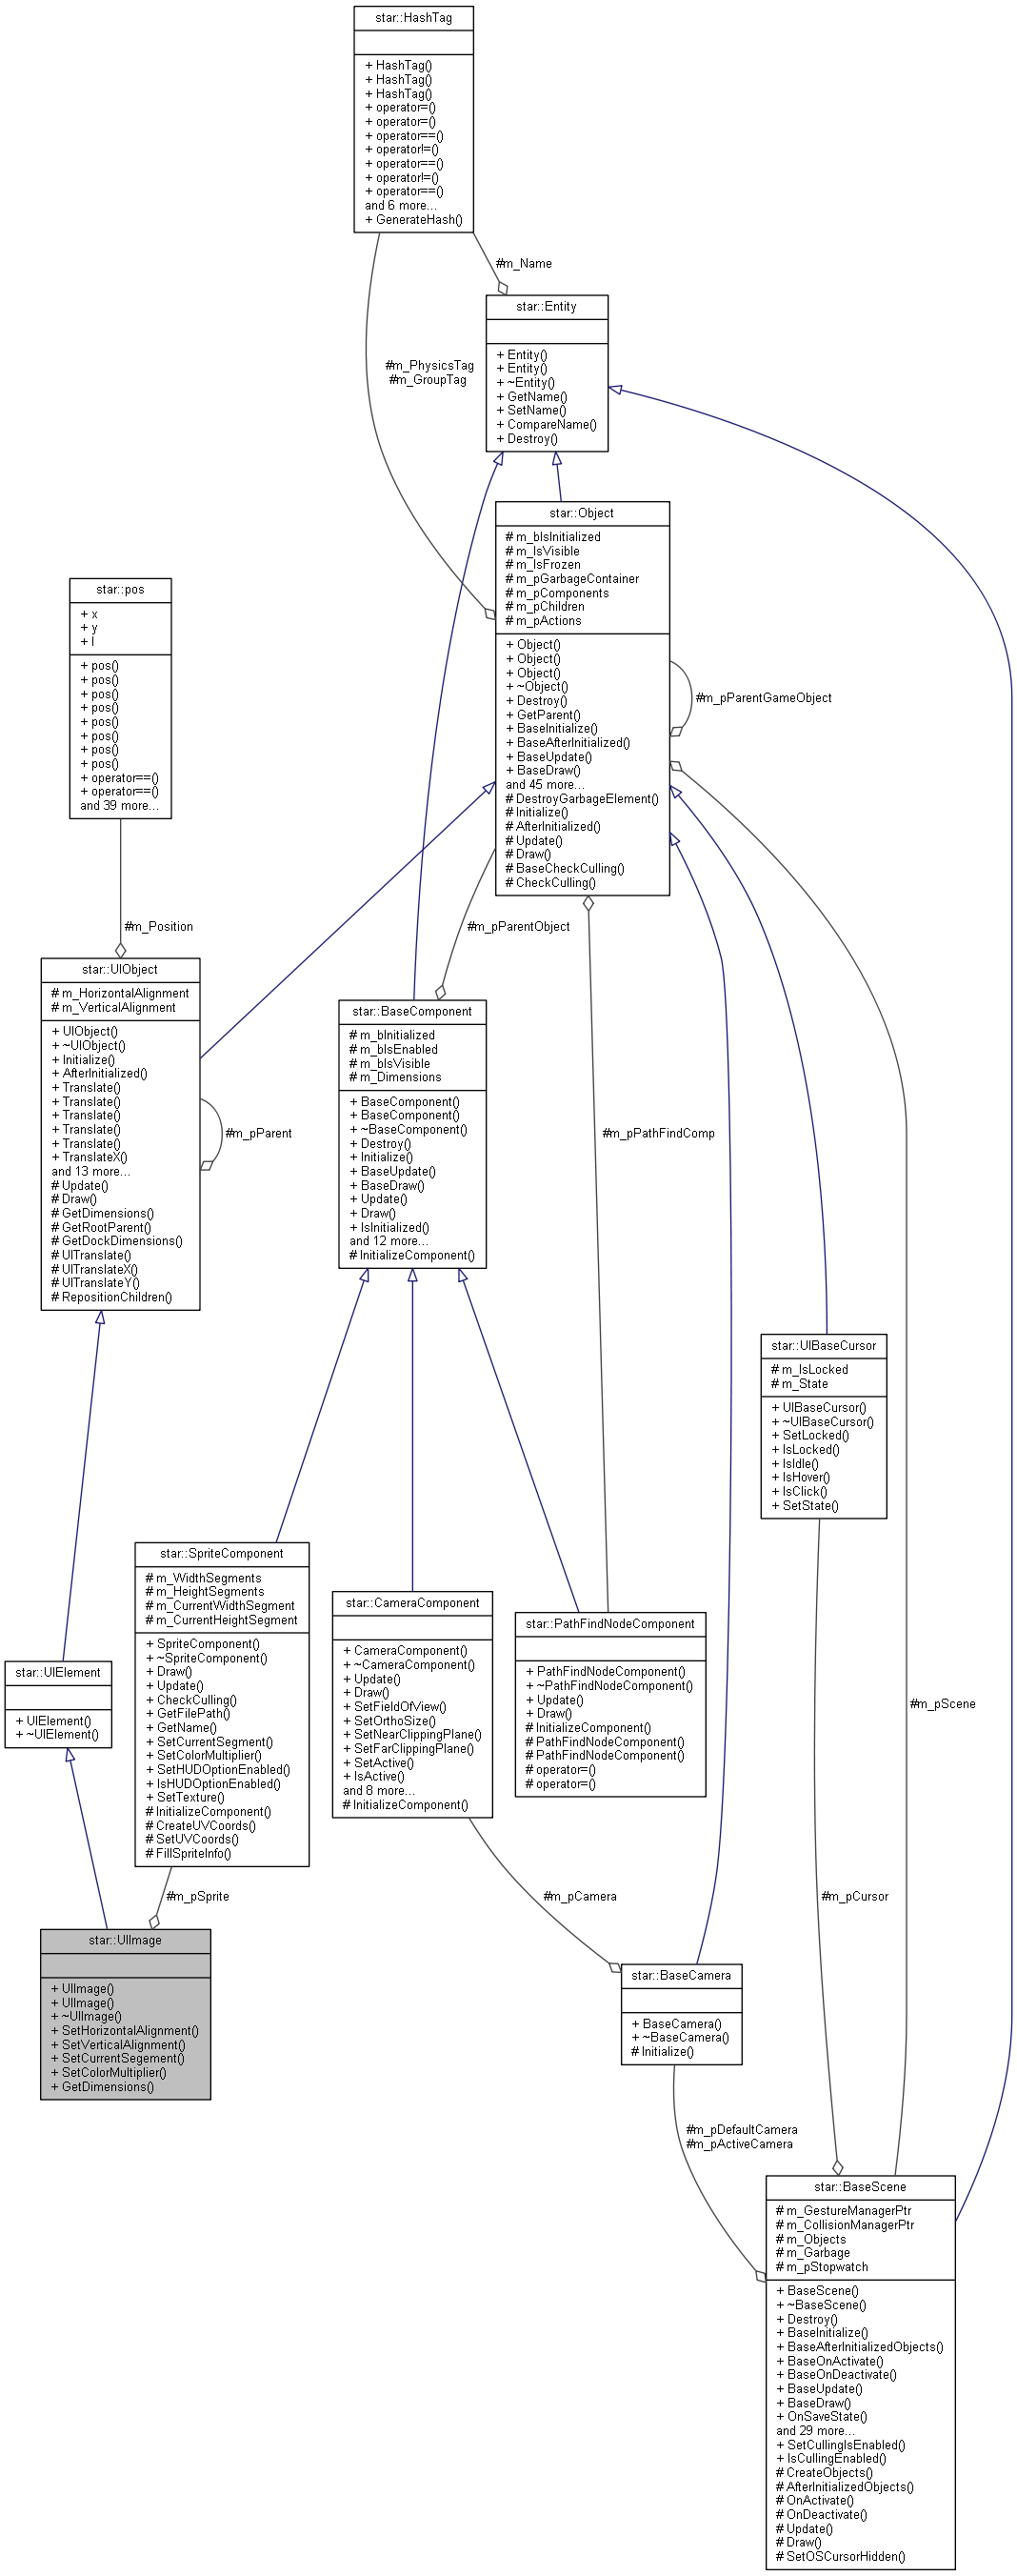 star::HashTag
+ HashTag()
+ HashTag()
+ HashTag()
+ operator=()
+ operator=()
+ operator==()
+ operator!=()
+ operator==()
+ operator!=()
+ operator==()
and 6 more...
+ GenerateHash()
#m_Name
star::Entity
+ Entity()
+ Entity()
+ ~Entity()
+ GetName()
+ SetName()
+ CompareName()
+ Destroy()
#m_PhysicsTag
#m_GroupTag
star::Object
# m_bIsInitialized
# m_IsVisible
# m_IsFrozen
# m_pGarbageContainer
# m_pComponents
# m_pChildren
# m_pActions
+ Object()
+ Object()
+ Object()
+ ~Object()
+ Destroy()
+ GetParent()
+ BaseInitialize()
+ BaseAfterInitialized()
+ BaseUpdate()
+ BaseDraw()
and 45 more...
# DestroyGarbageElement()
# Initialize()
# AfterInitialized()
# Update()
# Draw()
# BaseCheckCulling()
# CheckCulling()
#m_pParentGameObject
star::pos
+ x
+ y
+ l
+ pos()
+ pos()
+ pos()
+ pos()
+ pos()
+ pos()
+ pos()
+ pos()
+ operator==()
+ operator==()
and 39 more...
#m_Position
#m_pParentObject
star::UIObject
# m_HorizontalAlignment
# m_VerticalAlignment
+ UIObject()
+ ~UIObject()
+ Initialize()
+ AfterInitialized()
+ Translate()
+ Translate()
+ Translate()
+ Translate()
+ Translate()
+ TranslateX()
and 13 more...
# Update()
# Draw()
# GetDimensions()
# GetRootParent()
# GetDockDimensions()
# UITranslate()
# UITranslateX()
# UITranslateY()
# RepositionChildren()
#m_pParent
star::BaseComponent
# m_bInitialized
# m_bIsEnabled
# m_bIsVisible
# m_Dimensions
+ BaseComponent()
+ BaseComponent()
+ ~BaseComponent()
+ Destroy()
+ Initialize()
+ BaseUpdate()
+ BaseDraw()
+ Update()
+ Draw()
+ IsInitialized()
and 12 more...
# InitializeComponent()
#m_pPathFindComp
star::UIBaseCursor
# m_IsLocked
# m_State
+ UIBaseCursor()
+ ~UIBaseCursor()
+ SetLocked()
+ IsLocked()
+ IsIdle()
+ IsHover()
+ IsClick()
+ SetState()
star::SpriteComponent
# m_WidthSegments
# m_HeightSegments
# m_CurrentWidthSegment
# m_CurrentHeightSegment
+ SpriteComponent()
+ ~SpriteComponent()
+ Draw()
+ Update()
+ CheckCulling()
+ GetFilePath()
+ GetName()
+ SetCurrentSegment()
+ SetColorMultiplier()
+ SetHUDOptionEnabled()
+ IsHUDOptionEnabled()
+ SetTexture()
# InitializeComponent()
# CreateUVCoords()
# SetUVCoords()
# FillSpriteInfo()
star::CameraComponent
+ CameraComponent()
+ ~CameraComponent()
+ Update()
+ Draw()
+ SetFieldOfView()
+ SetOrthoSize()
+ SetNearClippingPlane()
+ SetFarClippingPlane()
+ SetActive()
+ IsActive()
and 8 more...
# InitializeComponent()
star::PathFindNodeComponent
+ PathFindNodeComponent()
+ ~PathFindNodeComponent()
+ Update()
+ Draw()
# InitializeComponent()
# PathFindNodeComponent()
# PathFindNodeComponent()
# operator=()
# operator=()
star::UIElement
+ UIElement()
+ ~UIElement()
#m_pScene
#m_pSprite
#m_pCamera
#m_pCursor
star::UIImage
+ UIImage()
+ UIImage()
+ ~UIImage()
+ SetHorizontalAlignment()
+ SetVerticalAlignment()
+ SetCurrentSegement()
+ SetColorMultiplier()
+ GetDimensions()
star::BaseCamera
+ BaseCamera()
+ ~BaseCamera()
# Initialize()
#m_pDefaultCamera
#m_pActiveCamera
star::BaseScene
# m_GestureManagerPtr
# m_CollisionManagerPtr
# m_Objects
# m_Garbage
# m_pStopwatch
+ BaseScene()
+ ~BaseScene()
+ Destroy()
+ BaseInitialize()
+ BaseAfterInitializedObjects()
+ BaseOnActivate()
+ BaseOnDeactivate()
+ BaseUpdate()
+ BaseDraw()
+ OnSaveState()
and 29 more...
+ SetCullingIsEnabled()
+ IsCullingEnabled()
# CreateObjects()
# AfterInitializedObjects()
# OnActivate()
# OnDeactivate()
# Update()
# Draw()
# SetOSCursorHidden()